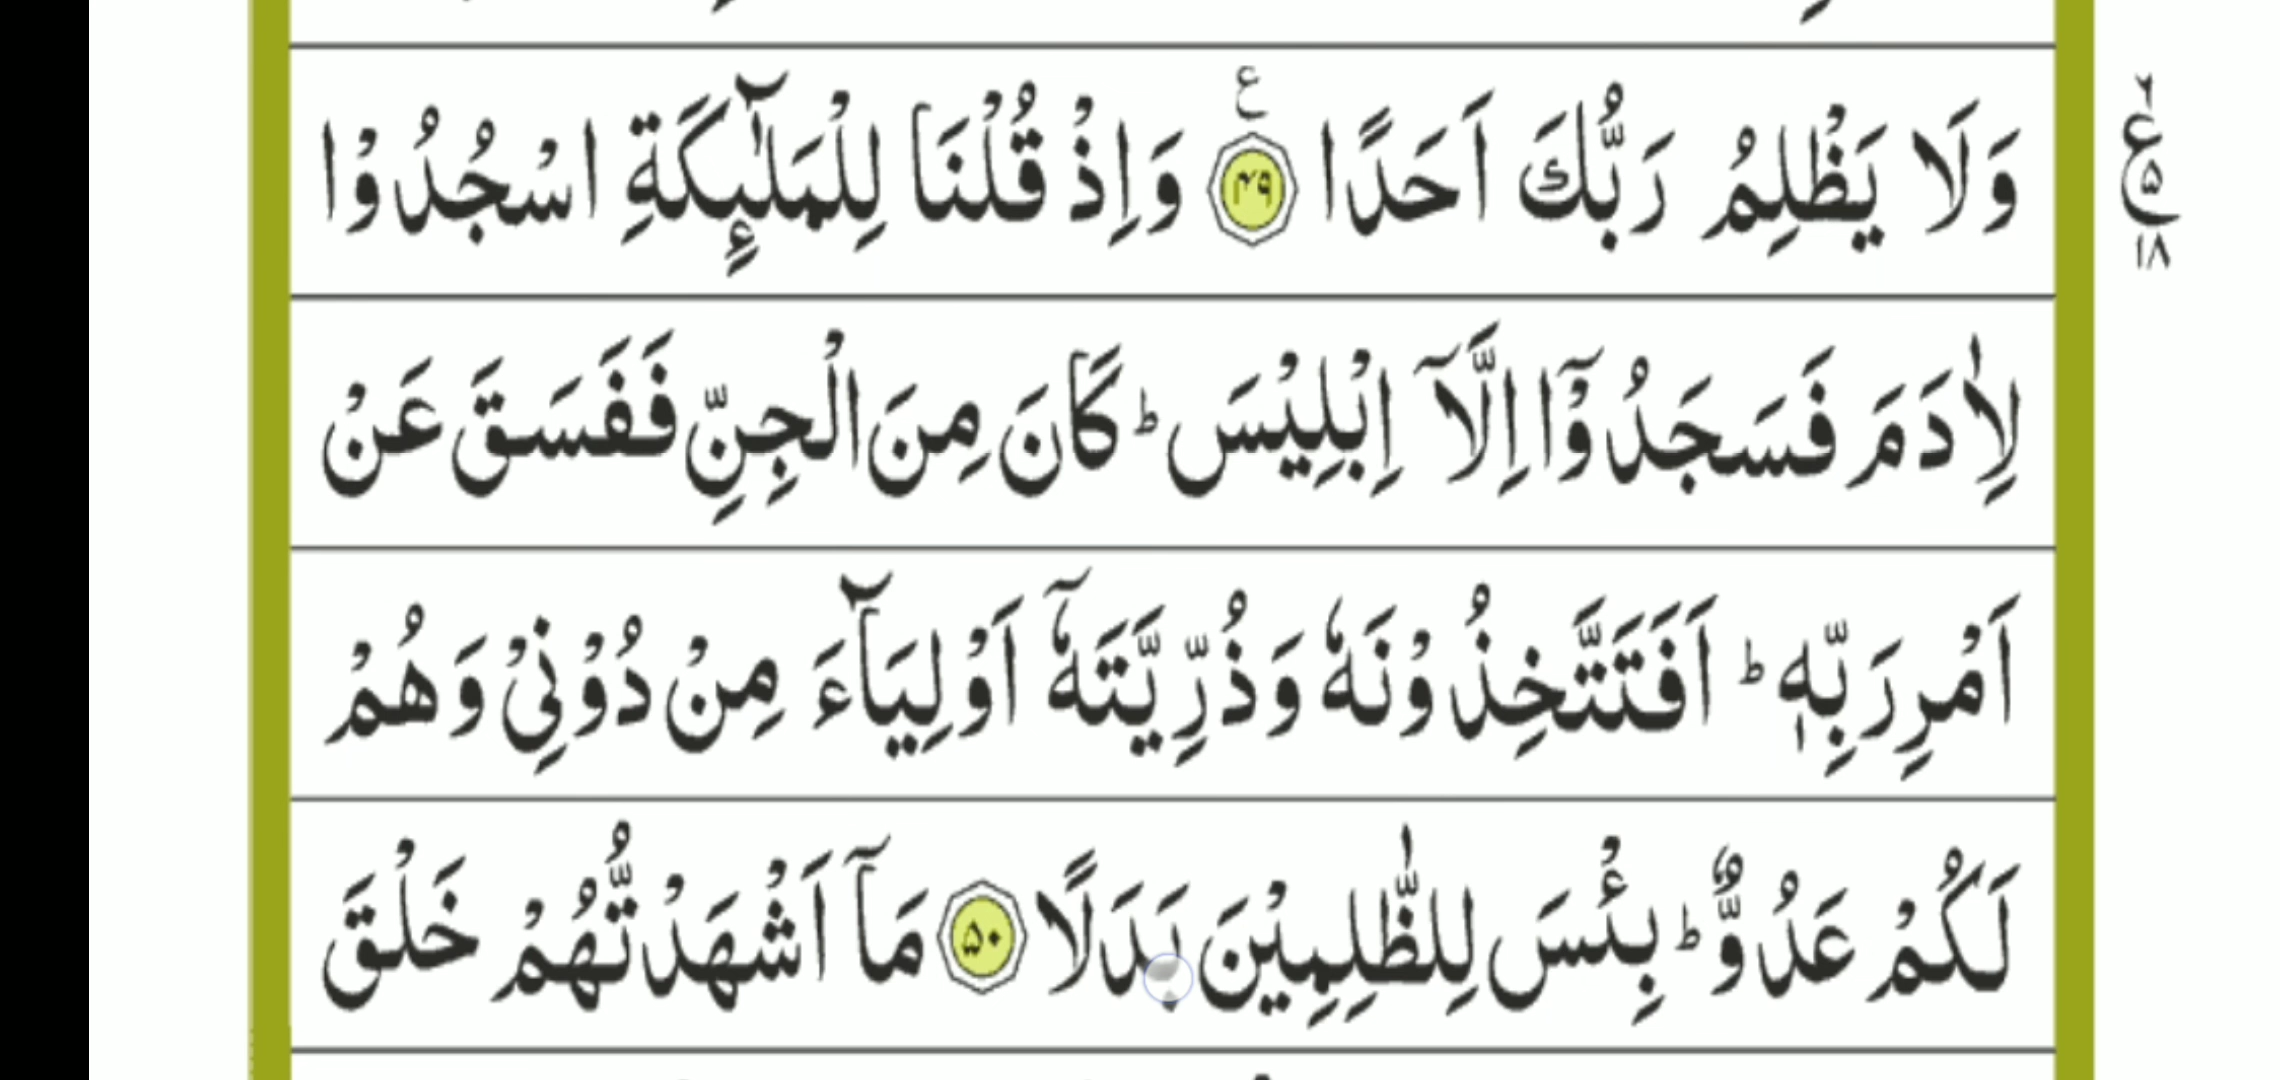 وَلَا يَظْلِمُ رَبُّكَ اَحَدًا ۴۹ ع وَاِذْ قُلْنَا لِلْمَلٰٓئِكَةِ اسْجُدُوْا
لِاٰدَمَ فَسَجَدُوْۤا اِلَّاۤ اِبْلِيْسَ ؕ كَانَ مِنَ الْجِنِّ فَفَسَقَ عَنْ
اَمْرِ رَبِّهٖ ؕ اَفَتَتَّخِذُوْنَهٗ وَذُرِّيَّتَهٗۤ اَوْلِيَآءَ مِنْ دُوْنِيْ وَهُمْ
لَكُمْ عَدُوٌّ ؕ بِئْسَ لِلظّٰلِمِيْنَ بَدَلًا ۵۰ مَاۤ اَشْهَدْتُّهُمْ خَلْقَ
۶
ع
۵
۱۸